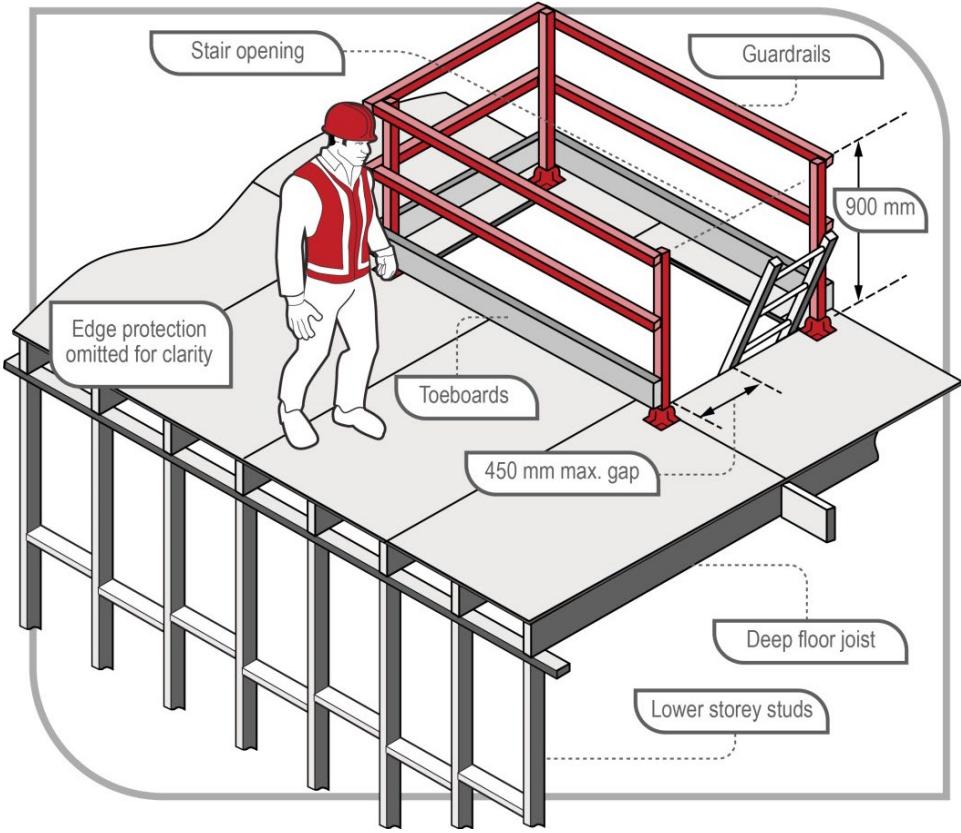 Stair opening
Guardrails
900 mm
Edge protection
omitted for clarity
Toeboards
450 mm max. gap
Deep floor joist
Lower storey studs